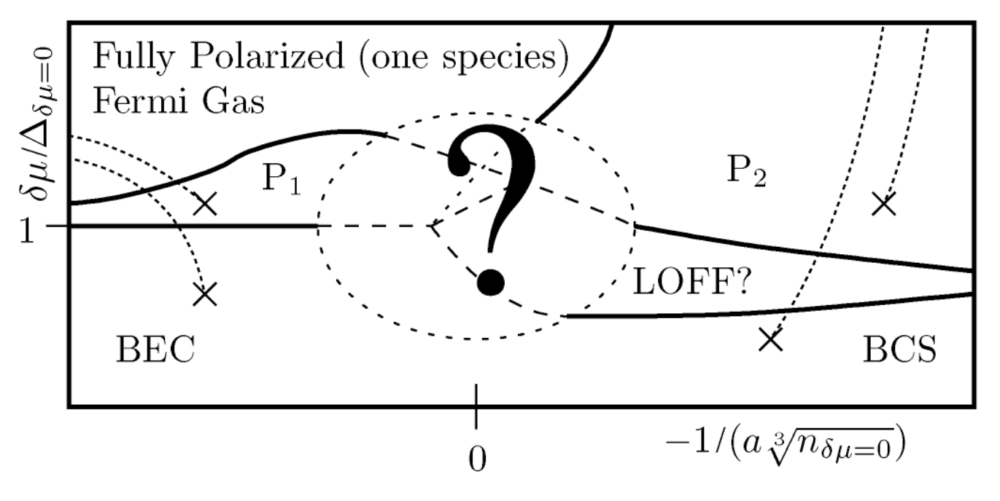 Fully Polarized (one species)
Fermi Gas
δμ/Δ_{δμ=0}
P₁
?
P₂
1
LOFF?
BEC
BCS
0
−1/(a ∛n_{δμ=0})